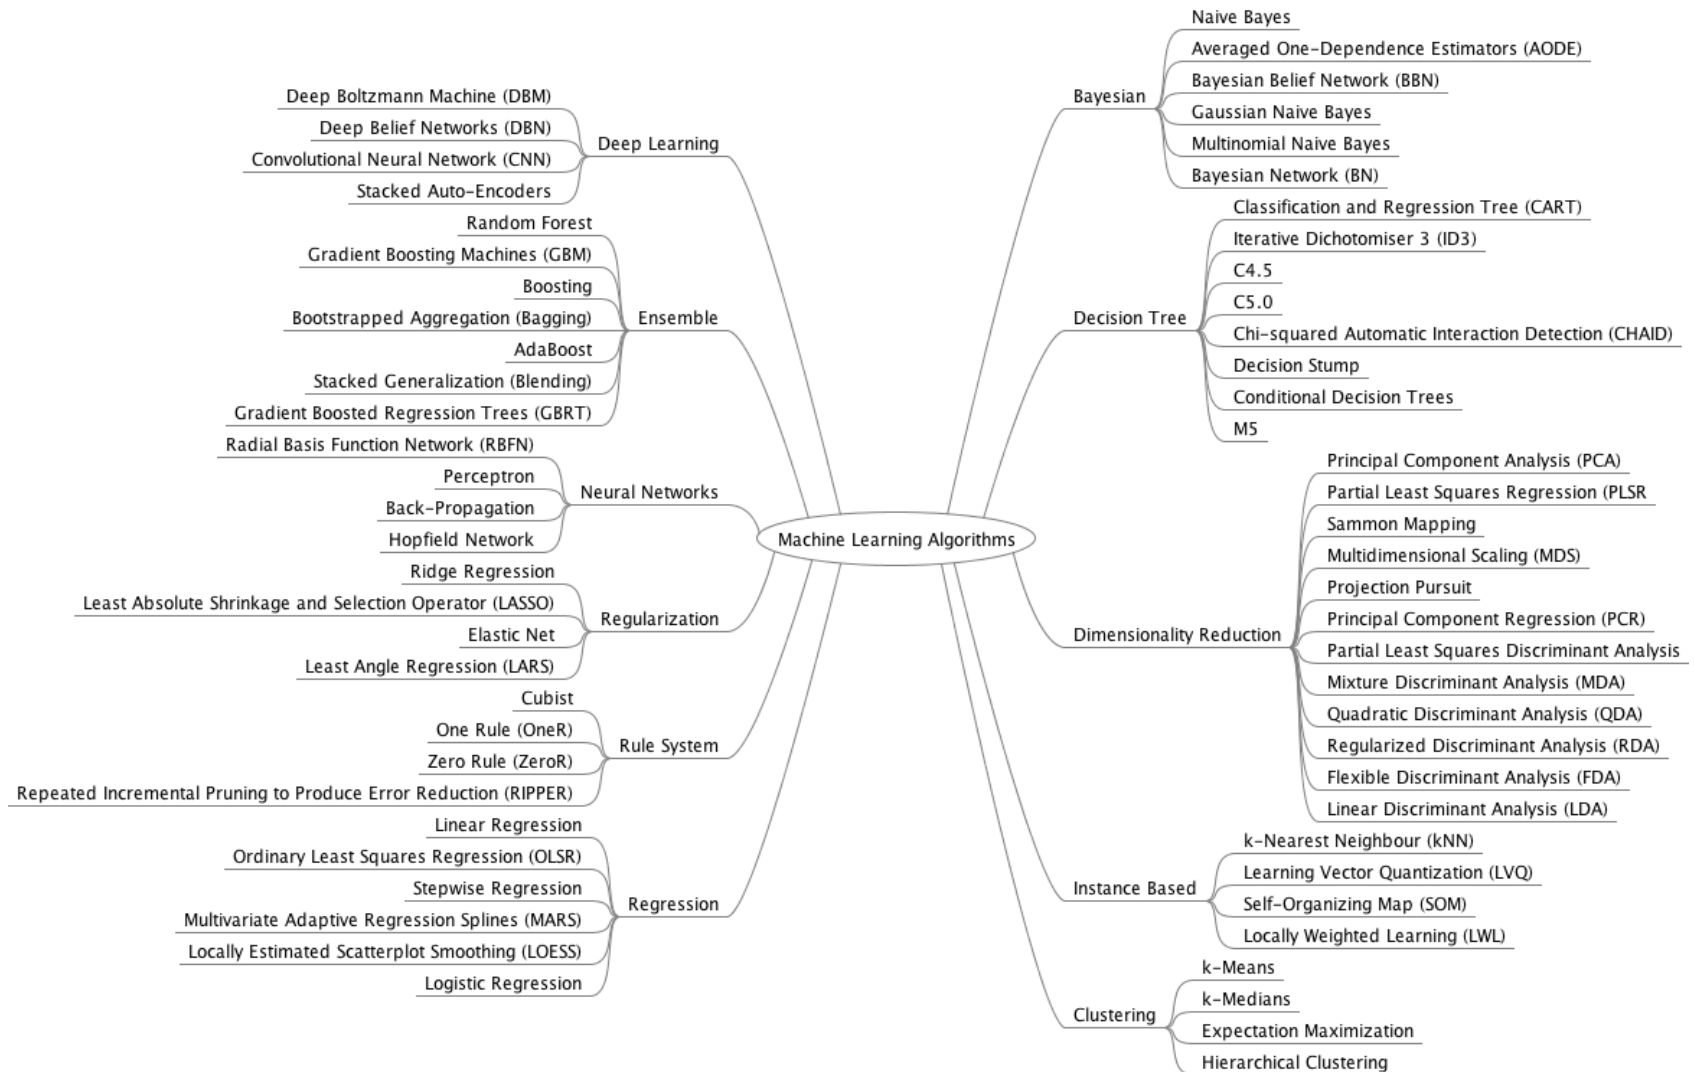 Machine Learning Algorithms
Deep Learning
Deep Boltzmann Machine (DBM)
Deep Belief Networks (DBN)
Convolutional Neural Network (CNN)
Stacked Auto-Encoders
Ensemble
Random Forest
Gradient Boosting Machines (GBM)
Boosting
Bootstrapped Aggregation (Bagging)
AdaBoost
Stacked Generalization (Blending)
Gradient Boosted Regression Trees (GBRT)
Neural Networks
Radial Basis Function Network (RBFN)
Perceptron
Back-Propagation
Hopfield Network
Regularization
Ridge Regression
Least Absolute Shrinkage and Selection Operator (LASSO)
Elastic Net
Least Angle Regression (LARS)
Rule System
Cubist
One Rule (OneR)
Zero Rule (ZeroR)
Repeated Incremental Pruning to Produce Error Reduction (RIPPER)
Regression
Linear Regression
Ordinary Least Squares Regression (OLSR)
Stepwise Regression
Multivariate Adaptive Regression Splines (MARS)
Locally Estimated Scatterplot Smoothing (LOESS)
Logistic Regression
Bayesian
Naive Bayes
Averaged One-Dependence Estimators (AODE)
Bayesian Belief Network (BBN)
Gaussian Naive Bayes
Multinomial Naive Bayes
Bayesian Network (BN)
Decision Tree
Classification and Regression Tree (CART)
Iterative Dichotomiser 3 (ID3)
C4.5
C5.0
Chi-squared Automatic Interaction Detection (CHAID)
Decision Stump
Conditional Decision Trees
M5
Dimensionality Reduction
Principal Component Analysis (PCA)
Partial Least Squares Regression (PLSR
Sammon Mapping
Multidimensional Scaling (MDS)
Projection Pursuit
Principal Component Regression (PCR)
Partial Least Squares Discriminant Analysis
Mixture Discriminant Analysis (MDA)
Quadratic Discriminant Analysis (QDA)
Regularized Discriminant Analysis (RDA)
Flexible Discriminant Analysis (FDA)
Linear Discriminant Analysis (LDA)
Instance Based
k-Nearest Neighbour (kNN)
Learning Vector Quantization (LVQ)
Self-Organizing Map (SOM)
Locally Weighted Learning (LWL)
Clustering
k-Means
k-Medians
Expectation Maximization
Hierarchical Clustering